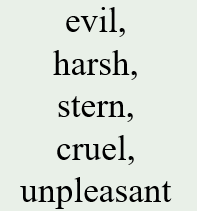 evil,
harsh,
stern,
cruel,
unpleasant